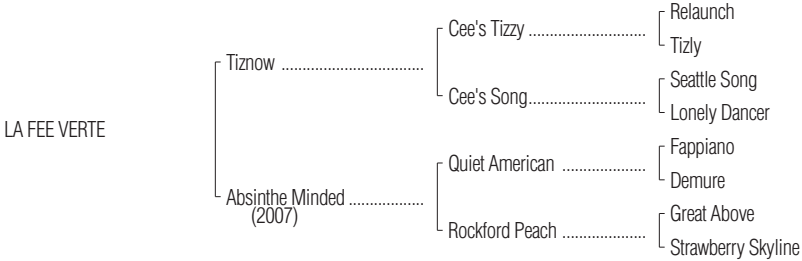 Relaunch
Cee's Tizzy ..........................
Tizly
Tiznow ................................
Seattle Song
Cee's Song..........................
Lonely Dancer
LA FEE VERTE
Fappiano
Quiet American ...................
Demure
Absinthe Minded .................
(2007)
Great Above
Rockford Peach ...................
Strawberry Skyline